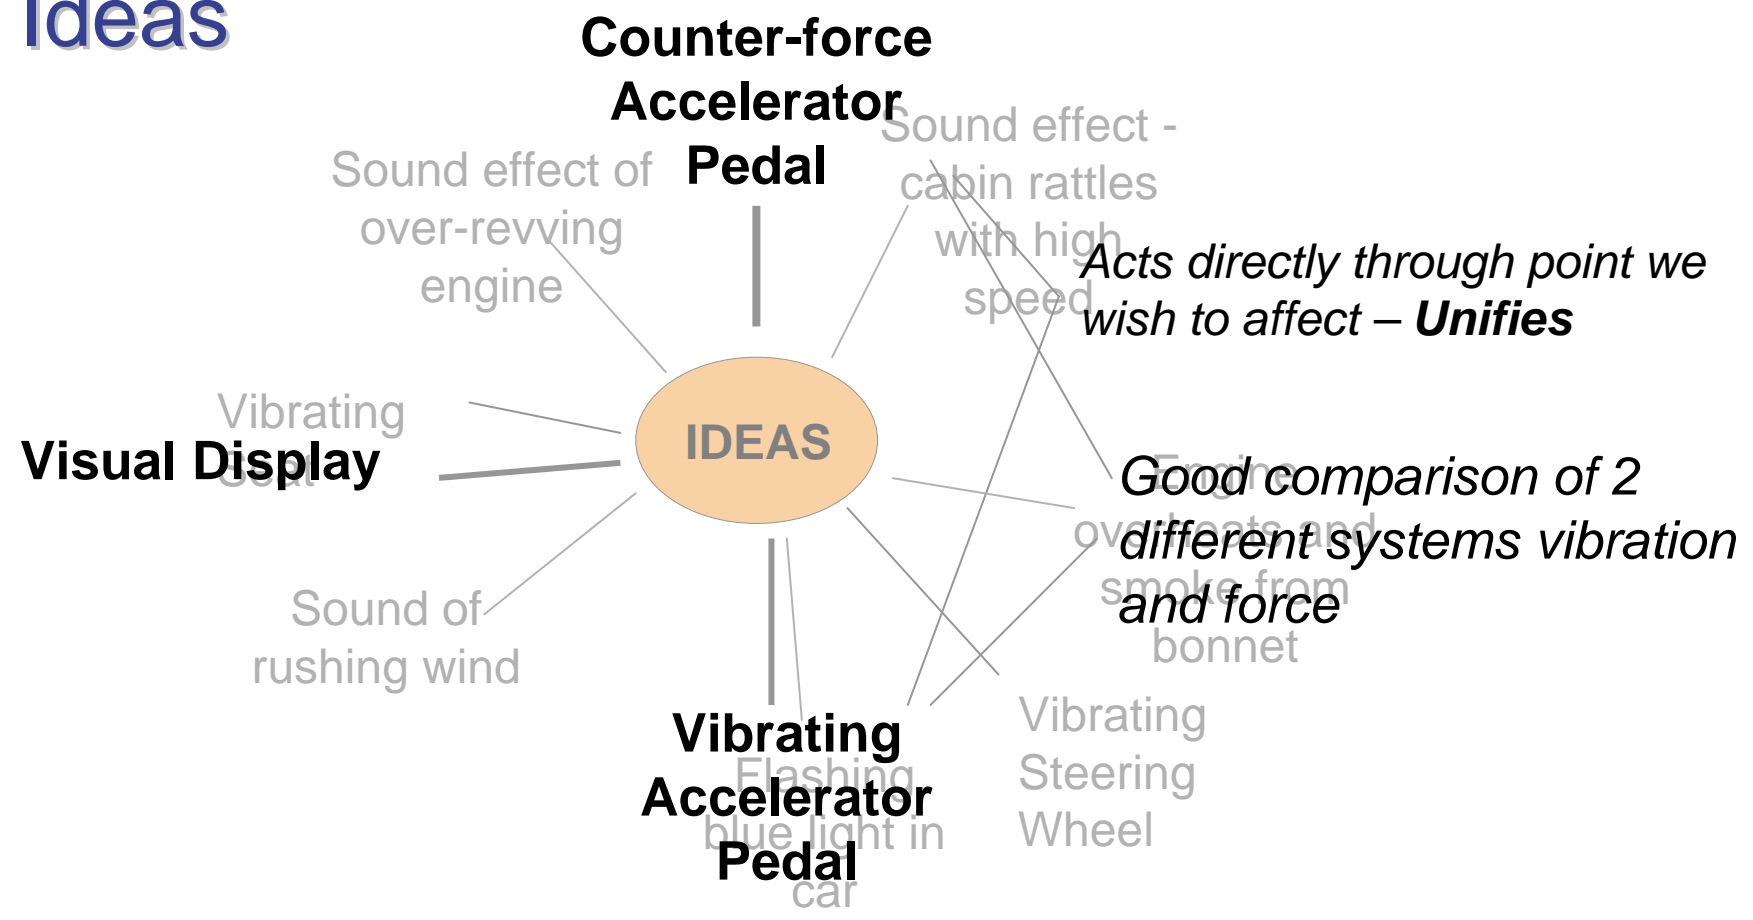 Ideas
Counter-force
Accelerator
Pedal
Sound effect -
cabin rattles
with high
speed
Sound effect of
over-revving
engine
Acts directly through point we
wish to affect – Unifies
Vibrating
Seat
Visual Display
IDEAS
Good comparison of 2
different systems vibration
and force
Engine
overheats and
smoke from
bonnet
Sound of
rushing wind
Vibrating
Accelerator
Pedal
Flashing
blue light in
car
Vibrating
Steering
Wheel